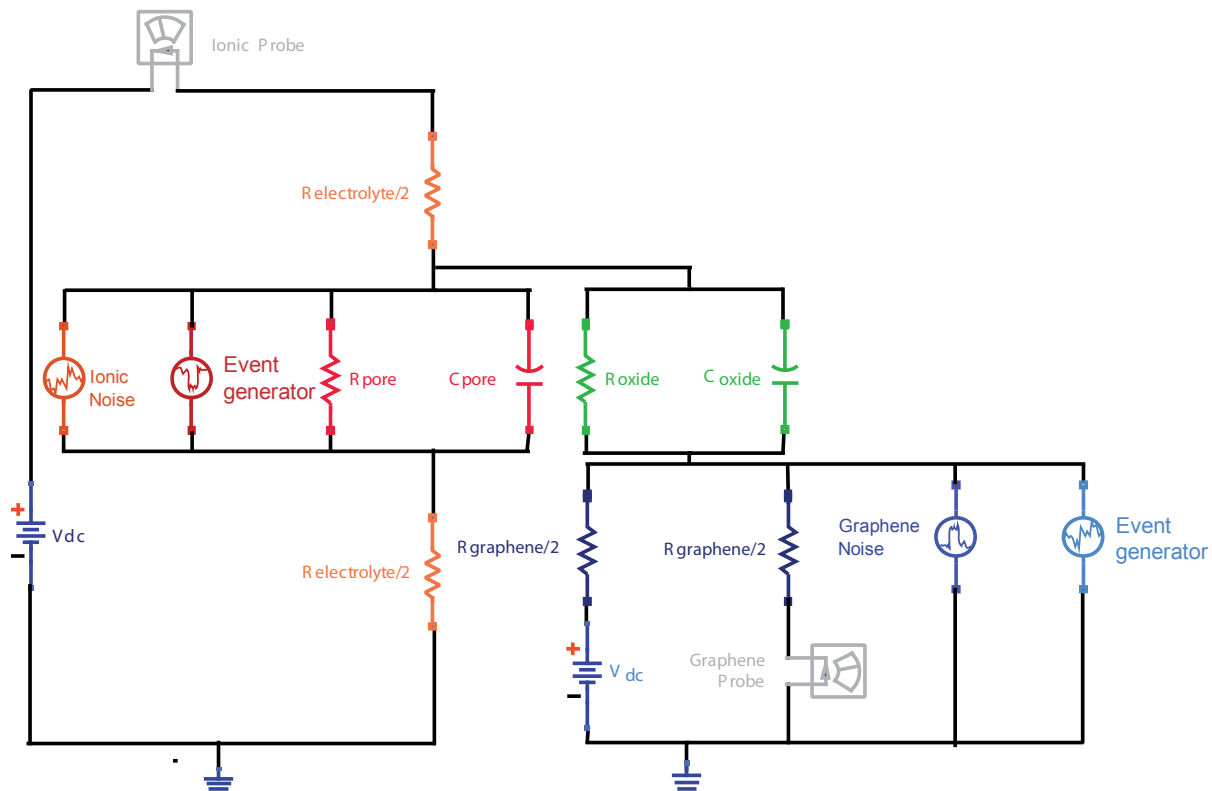 Ionic Probe
R electrolyte/2
Ionic
Noise
Event
generator
R pore
C pore
R oxide
C oxide
+
Vdc
-
R electrolyte/2
R graphene/2
R graphene/2
Graphene
Noise
Event
generator
+
V dc
-
Graphene
Probe